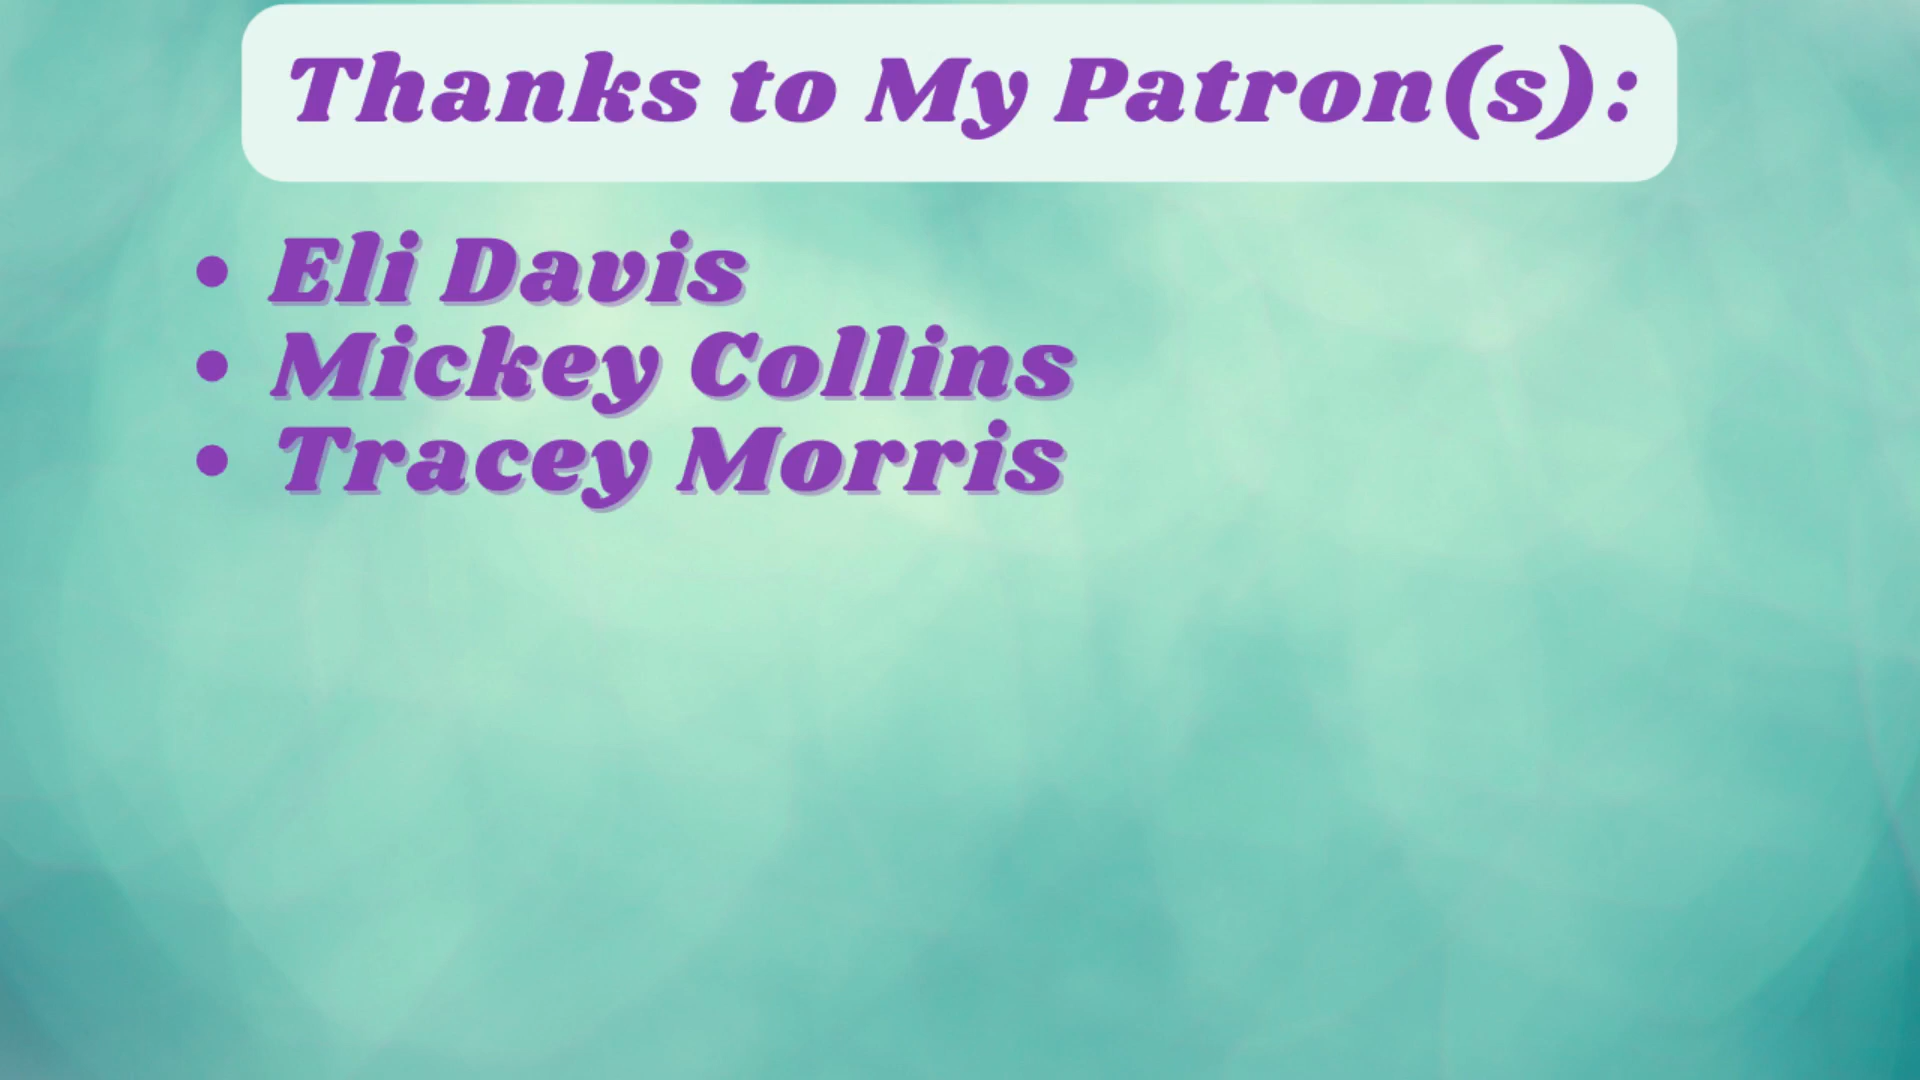 Thanks to My Patron(s):
• Eli Davis
• Mickey Collins
• Tracey Morris